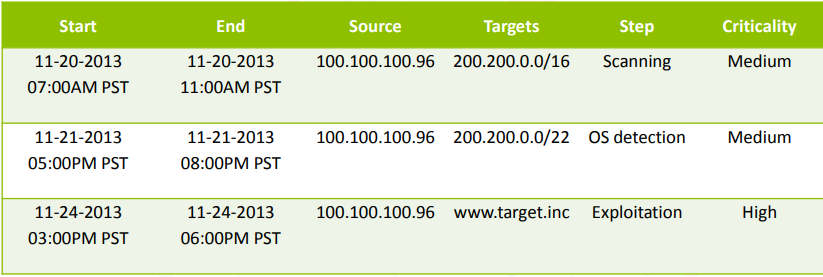 Start End Source Targets Step Criticality
11-20-2013 11-20-2013 100.100.100.96 200.200.0.0/16 Scanning Medium
07:00AM PST 11:00AM PST
11-21-2013 11-21-2013 100.100.100.96 200.200.0.0/22 OS detection Medium
05:00PM PST 08:00PM PST
11-24-2013 11-24-2013 100.100.100.96 www.target.inc Exploitation High
03:00PM PST 06:00PM PST